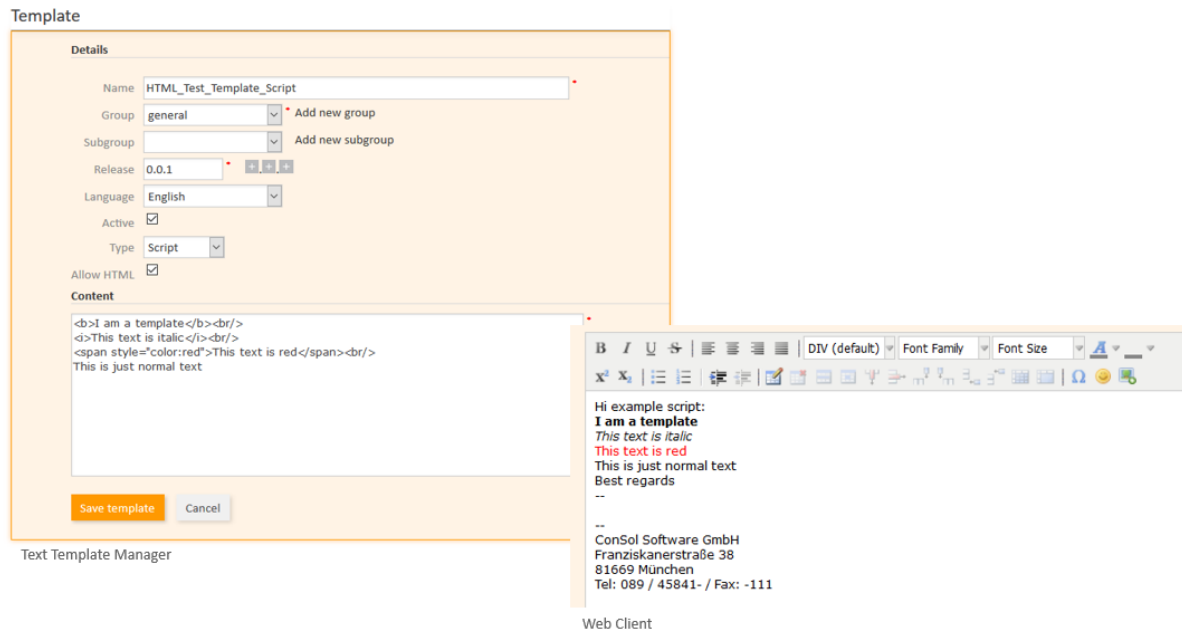 Template
Details
Name HTML_Test_Template_Script *
Group general * Add new group
Subgroup Add new subgroup
Release 0.0.1 * + . + . +
Language English
Active
Type Script
Allow HTML
Content
<b>I am a template</b><br/> *
<i>This text is italic</i><br/>
<span style="color:red">This text is red</span><br/>
This is just normal text
Save template Cancel
Text Template Manager
B I U S DIV (default) Font Family Font Size A
x² X₂ Ω
Hi example script:
I am a template
This text is italic
This text is red
This is just normal text
Best regards
--
--
ConSol Software GmbH
Franziskanerstraße 38
81669 München
Tel: 089 / 45841- / Fax: -111
Web Client